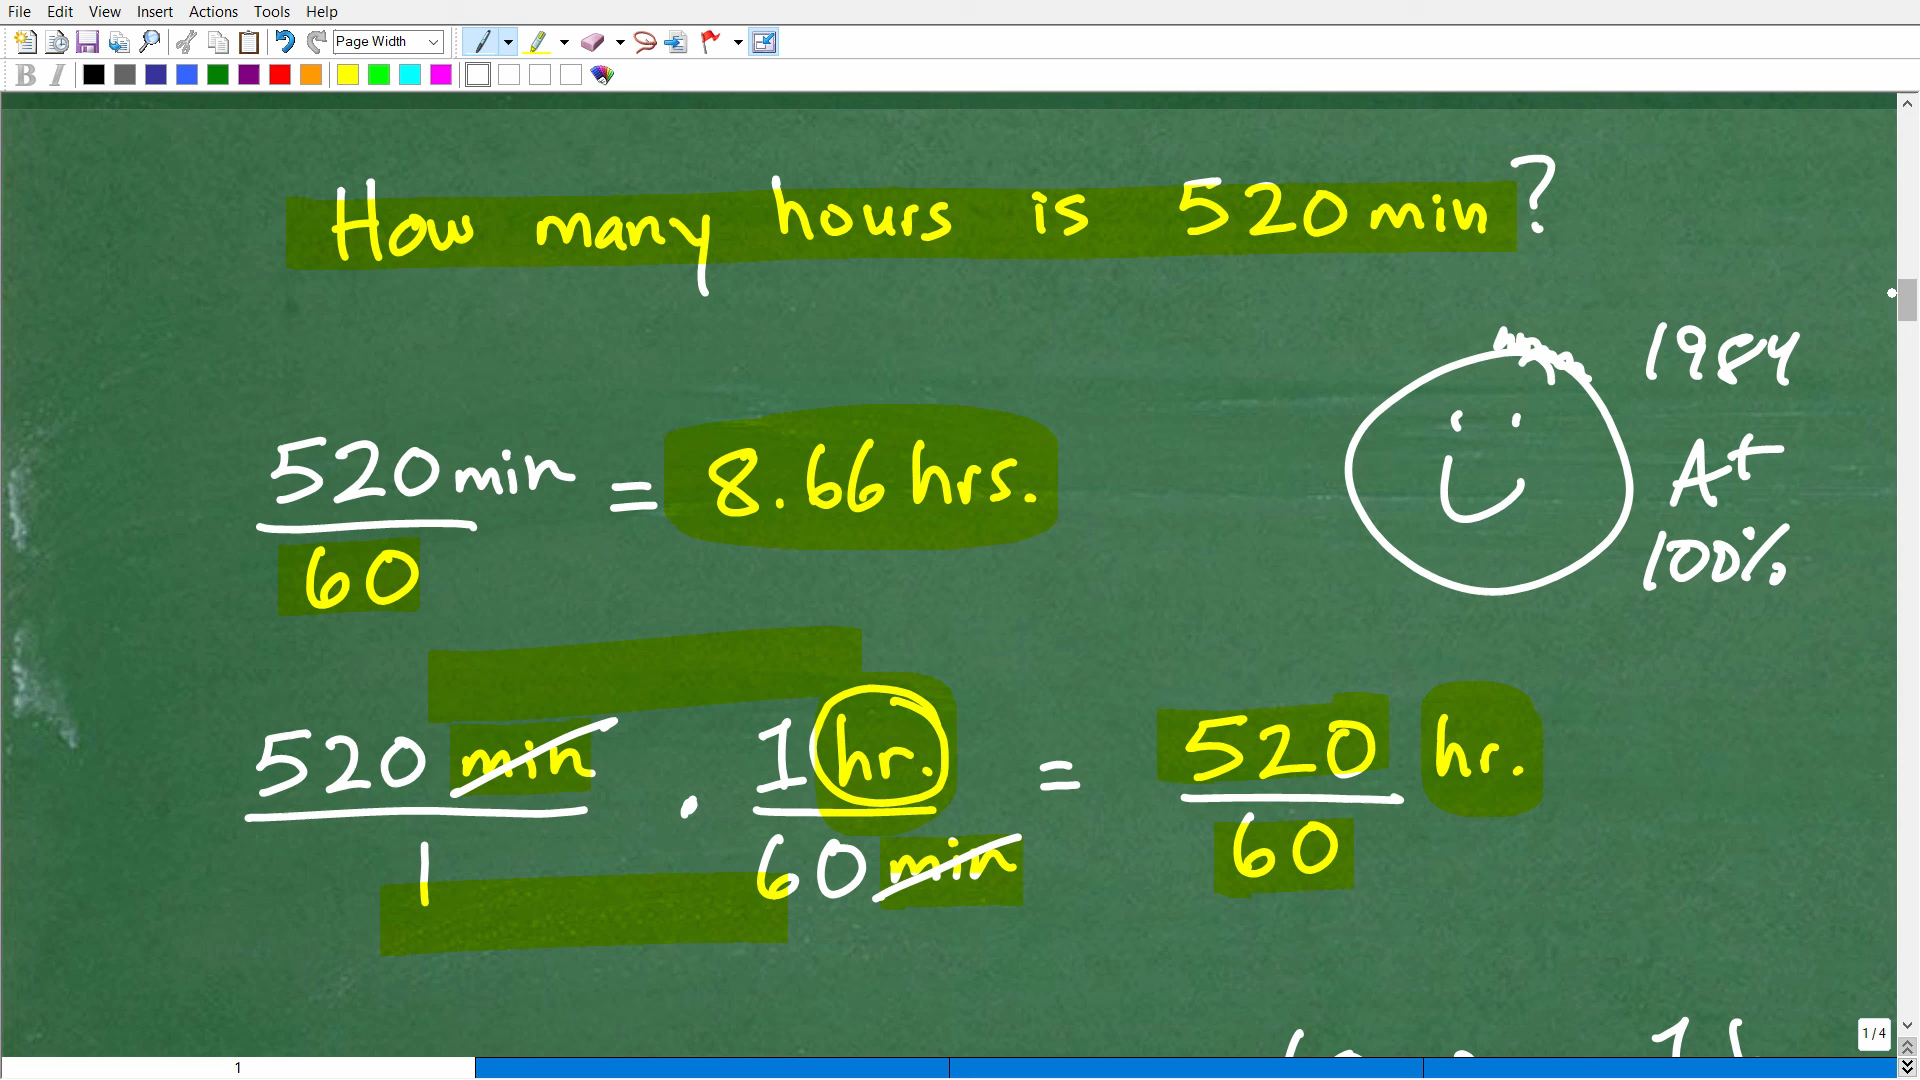 File Edit View Insert Actions Tools Help
Page Width
B I
How many hours is 520 min?
1984
520 min = 8.66 hrs.
60
A+
100%
520 min . 1 hr. = 520 hr.
1 60 min 60
1 / 4
1